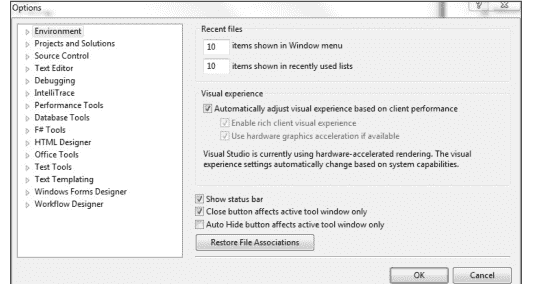 Options
Environment
Projects and Solutions
Source Control
Text Editor
Debugging
IntelliTrace
Performance Tools
Database Tools
F# Tools
HTML Designer
Office Tools
Test Tools
Text Templating
Windows Forms Designer
Workflow Designer
Recent files
10 items shown in Window menu
10 items shown in recently used lists
Visual experience
Automatically adjust visual experience based on client performance
Enable rich client visual experience
Use hardware graphics acceleration if available
Visual Studio is currently using hardware-accelerated rendering. The visual
experience settings automatically change based on system capabilities.
Show status bar
Close button affects active tool window only
Auto Hide button affects active tool window only
Restore File Associations
OK Cancel